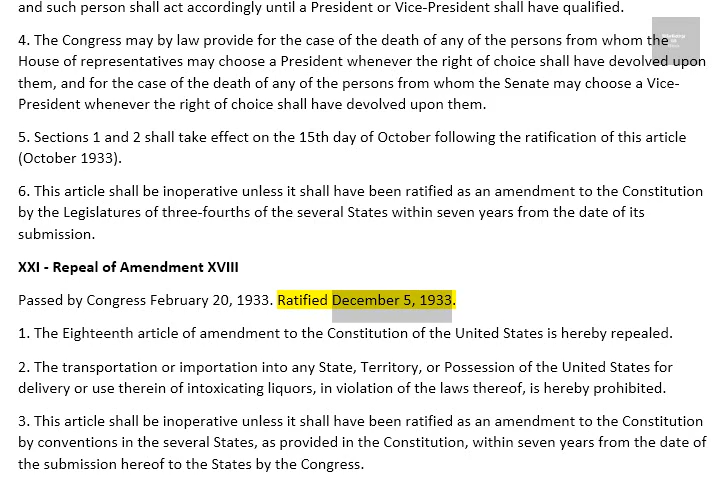 and such person shall act accordingly until a President or Vice-President shall have qualified.
4. The Congress may by law provide for the case of the death of any of the persons from whom the
House of representatives may choose a President whenever the right of choice shall have devolved upon
them, and for the case of the death of any of the persons from whom the Senate may choose a Vice-
President whenever the right of choice shall have devolved upon them.
5. Sections 1 and 2 shall take effect on the 15th day of October following the ratification of this article
(October 1933).
6. This article shall be inoperative unless it shall have been ratified as an amendment to the Constitution
by the Legislatures of three-fourths of the several States within seven years from the date of its
submission.
XXI - Repeal of Amendment XVIII
Passed by Congress February 20, 1933. Ratified December 5, 1933.
1. The Eighteenth article of amendment to the Constitution of the United States is hereby repealed.
2. The transportation or importation into any State, Territory, or Possession of the United States for
delivery or use therein of intoxicating liquors, in violation of the laws thereof, is hereby prohibited.
3. This article shall be inoperative unless it shall have been ratified as an amendment to the Constitution
by conventions in the several States, as provided in the Constitution, within seven years from the date of
the submission hereof to the States by the Congress.